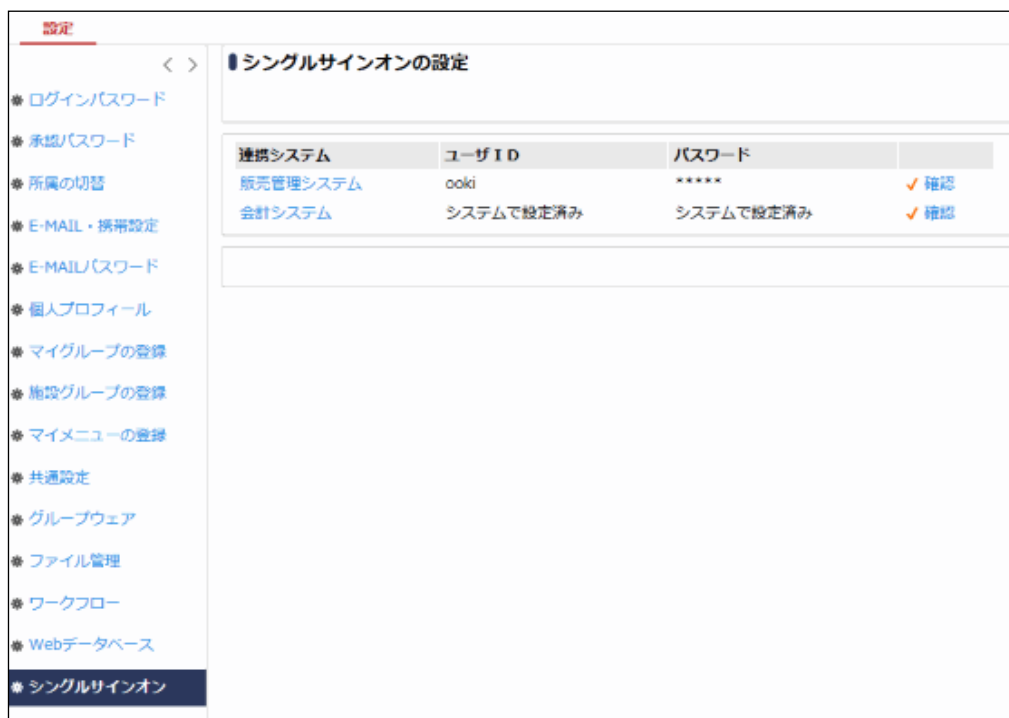 設定
< >
シングルサインオンの設定
ログインパスワード
承認パスワード
所属の切替
E-MAIL・携帯設定
E-MAILパスワード
個人プロフィール
マイグループの登録
施設グループの登録
マイメニューの登録
共通設定
グループウェア
ファイル管理
ワークフロー
Webデータベース
シングルサインオン
連携システム ユーザID パスワード
販売管理システム ooki ***** 確認
会計システム システムで設定済み システムで設定済み 確認